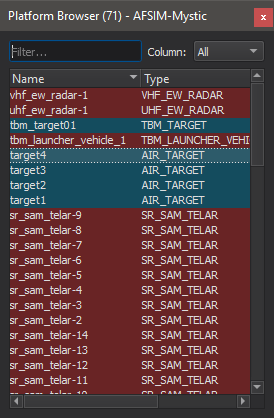 Platform Browser (71) - AFSIM-Mystic x
Filter... Column: All
Name Type
vhf_ew_radar-1 VHF_EW_RADAR
uhf_ew_radar-1 UHF_EW_RADAR
tbm_target01 TBM_TARGET
tbm_launcher_vehicle_1 TBM_LAUNCHER_VEHI
target4 AIR_TARGET
target3 AIR_TARGET
target2 AIR_TARGET
target1 AIR_TARGET
sr_sam_telar-9 SR_SAM_TELAR
sr_sam_telar-8 SR_SAM_TELAR
sr_sam_telar-7 SR_SAM_TELAR
sr_sam_telar-6 SR_SAM_TELAR
sr_sam_telar-5 SR_SAM_TELAR
sr_sam_telar-4 SR_SAM_TELAR
sr_sam_telar-3 SR_SAM_TELAR
sr_sam_telar-2 SR_SAM_TELAR
sr_sam_telar-14 SR_SAM_TELAR
sr_sam_telar-13 SR_SAM_TELAR
sr_sam_telar-12 SR_SAM_TELAR
sr_sam_telar-11 SR_SAM_TELAR
sr_sam_telar-10 SR_SAM_TELAR